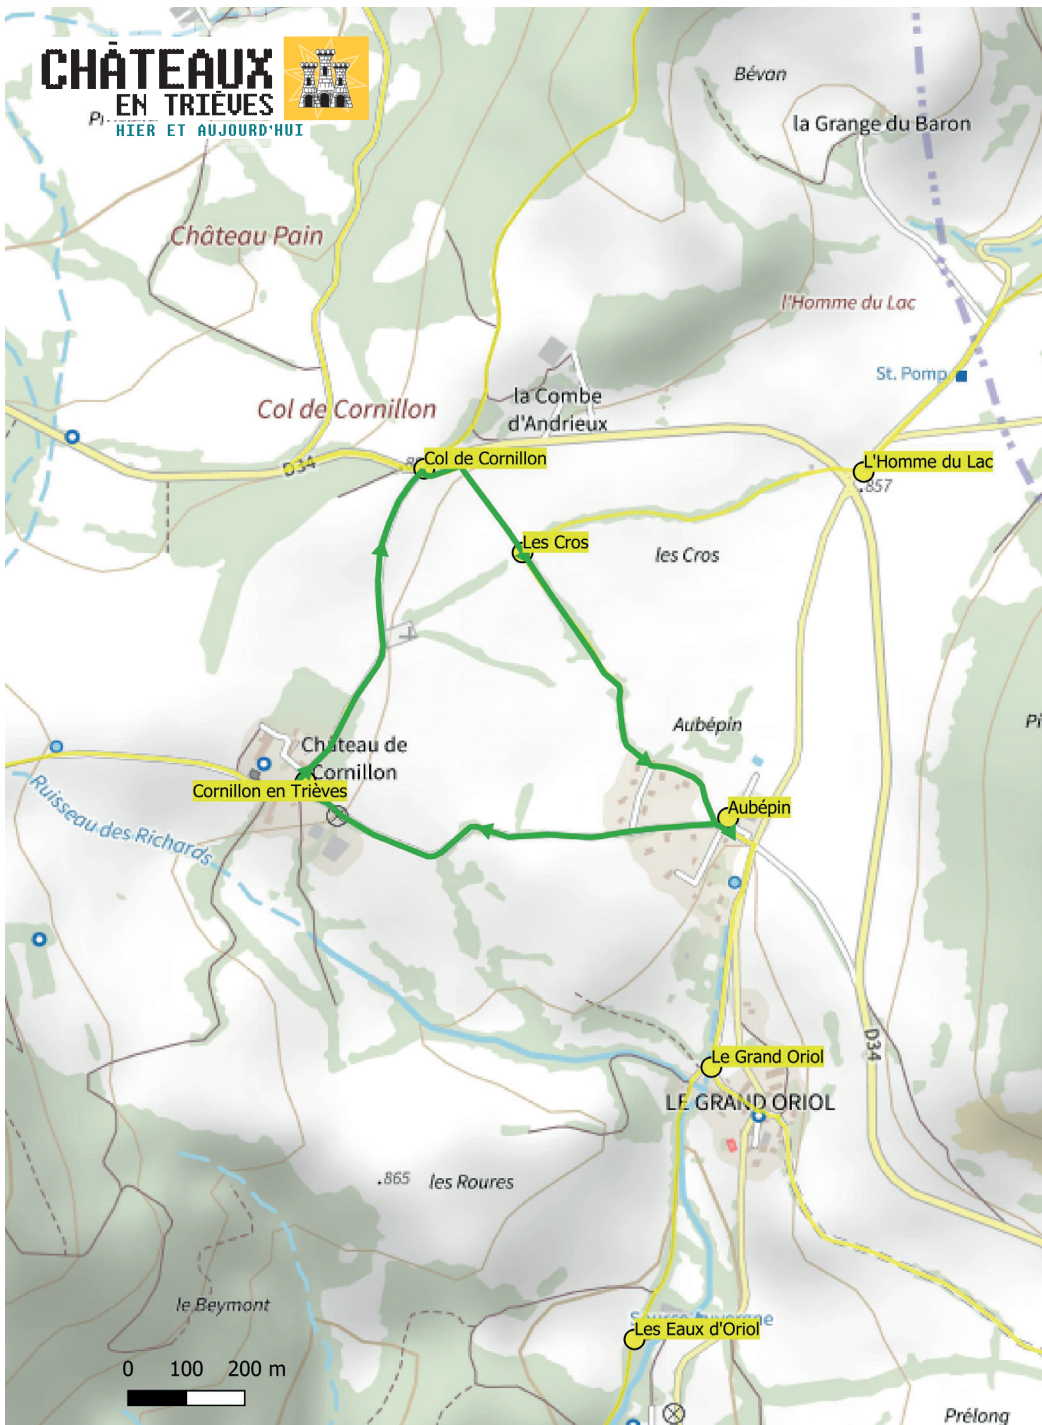 CHÂTEAUX
EN TRIÈVES
HIER ET AUJOURD'HUI
Bévan
la Grange du Baron
Château Pain
l'Homme du Lac
St. Pomp
la Combe
d'Andrieux
Col de Cornillon
D34
Col de Cornillon
L'Homme du Lac
.857
Les Cros
les Cros
Aubépin
Château de
Cornillon
Cornillon en Trièves
Aubépin
Ruisseau des Richards
D34
Le Grand Oriol
LE GRAND ORIOL
.865
les Roures
le Beymont
Les Eaux d'Oriol
0 100 200 m
Prélong